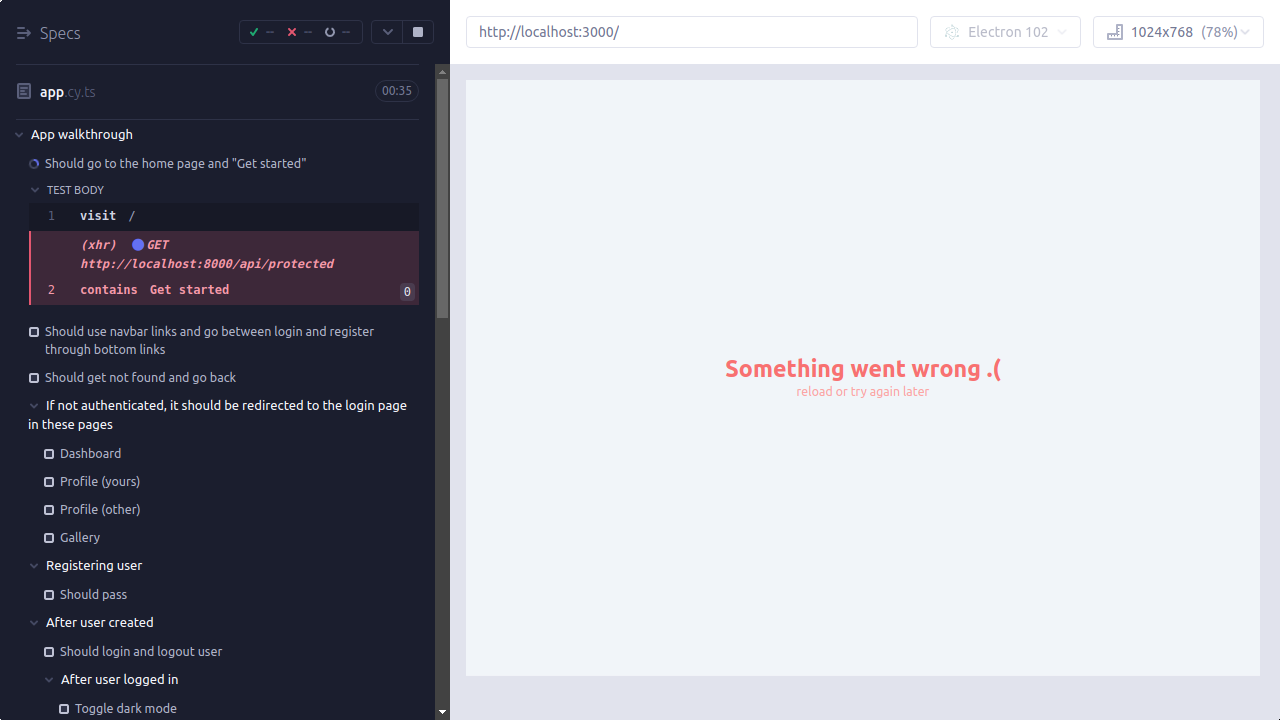 Specs
-- -- --
app.cy.ts
00:35
App walkthrough
Should go to the home page and "Get started"
TEST BODY
1 visit /
(xhr) GET
http://localhost:8000/api/protected
2 contains Get started 0
Should use navbar links and go between login and register
through bottom links
Should get not found and go back
If not authenticated, it should be redirected to the login page
in these pages
Dashboard
Profile (yours)
Profile (other)
Gallery
Registering user
Should pass
After user created
Should login and logout user
After user logged in
Toggle dark mode
http://localhost:3000/
Electron 102
1024x768 (78%)
Something went wrong .(
reload or try again later